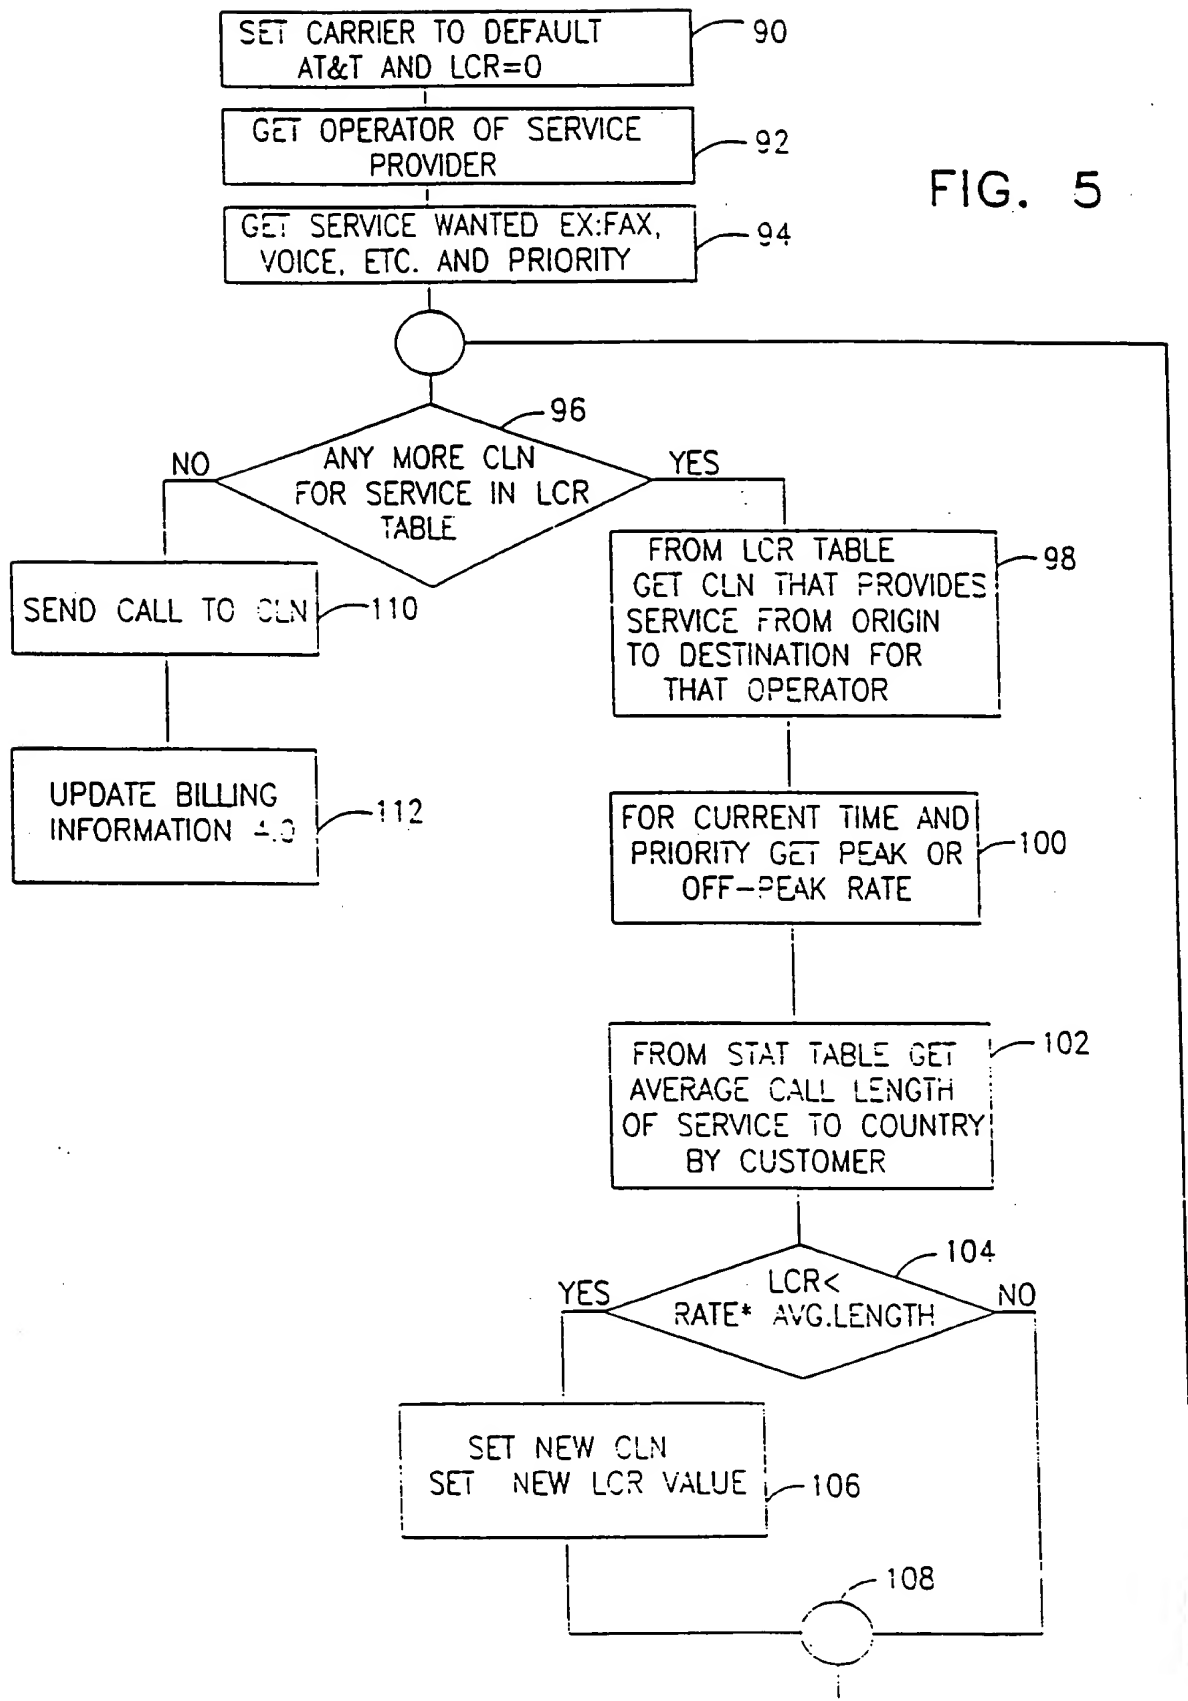 SET CARRIER TO DEFAULT
AT&T AND LCR=0
90
GET OPERATOR OF SERVICE
PROVIDER
92
FIG. 5
GET SERVICE WANTED EX:FAX,
VOICE, ETC. AND PRIORITY
94
96
NO
ANY MORE CLN
FOR SERVICE IN LCR
TABLE
YES
FROM LCR TABLE
GET CLN THAT PROVIDES
SERVICE FROM ORIGIN
TO DESTINATION FOR
THAT OPERATOR
98
SEND CALL TO CLN
110
UPDATE BILLING
INFORMATION 4.0
112
FOR CURRENT TIME AND
PRIORITY GET PEAK OR
OFF-PEAK RATE
100
FROM STAT TABLE GET
AVERAGE CALL LENGTH
OF SERVICE TO COUNTRY
BY CUSTOMER
102
104
YES
LCR<
RATE* AVG.LENGTH
NO
SET NEW CLN
SET NEW LCR VALUE
106
108